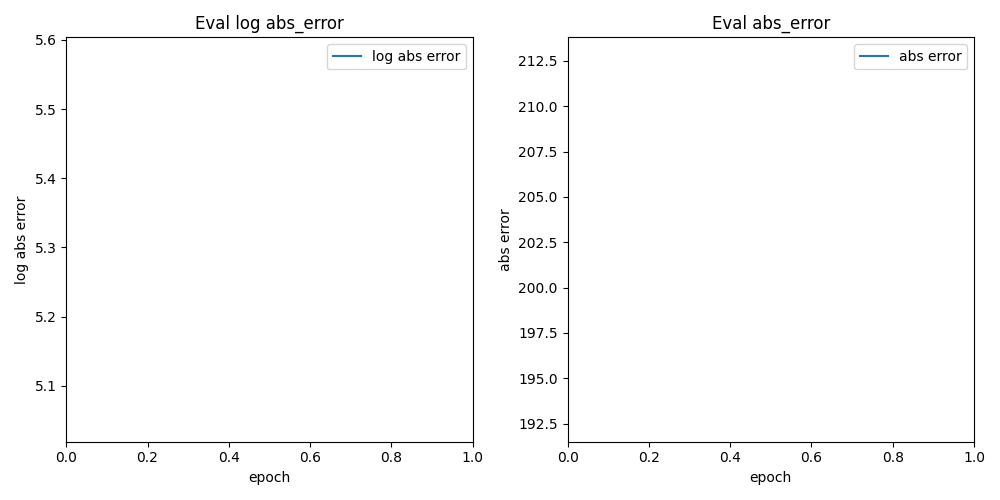 Eval log abs_error
log abs error
5.6
5.5
5.4
5.3
5.2
5.1
log abs error
0.0 0.2 0.4 0.6 0.8 1.0
epoch
Eval abs_error
abs error
212.5
210.0
207.5
205.0
202.5
200.0
197.5
195.0
192.5
abs error
0.0 0.2 0.4 0.6 0.8 1.0
epoch